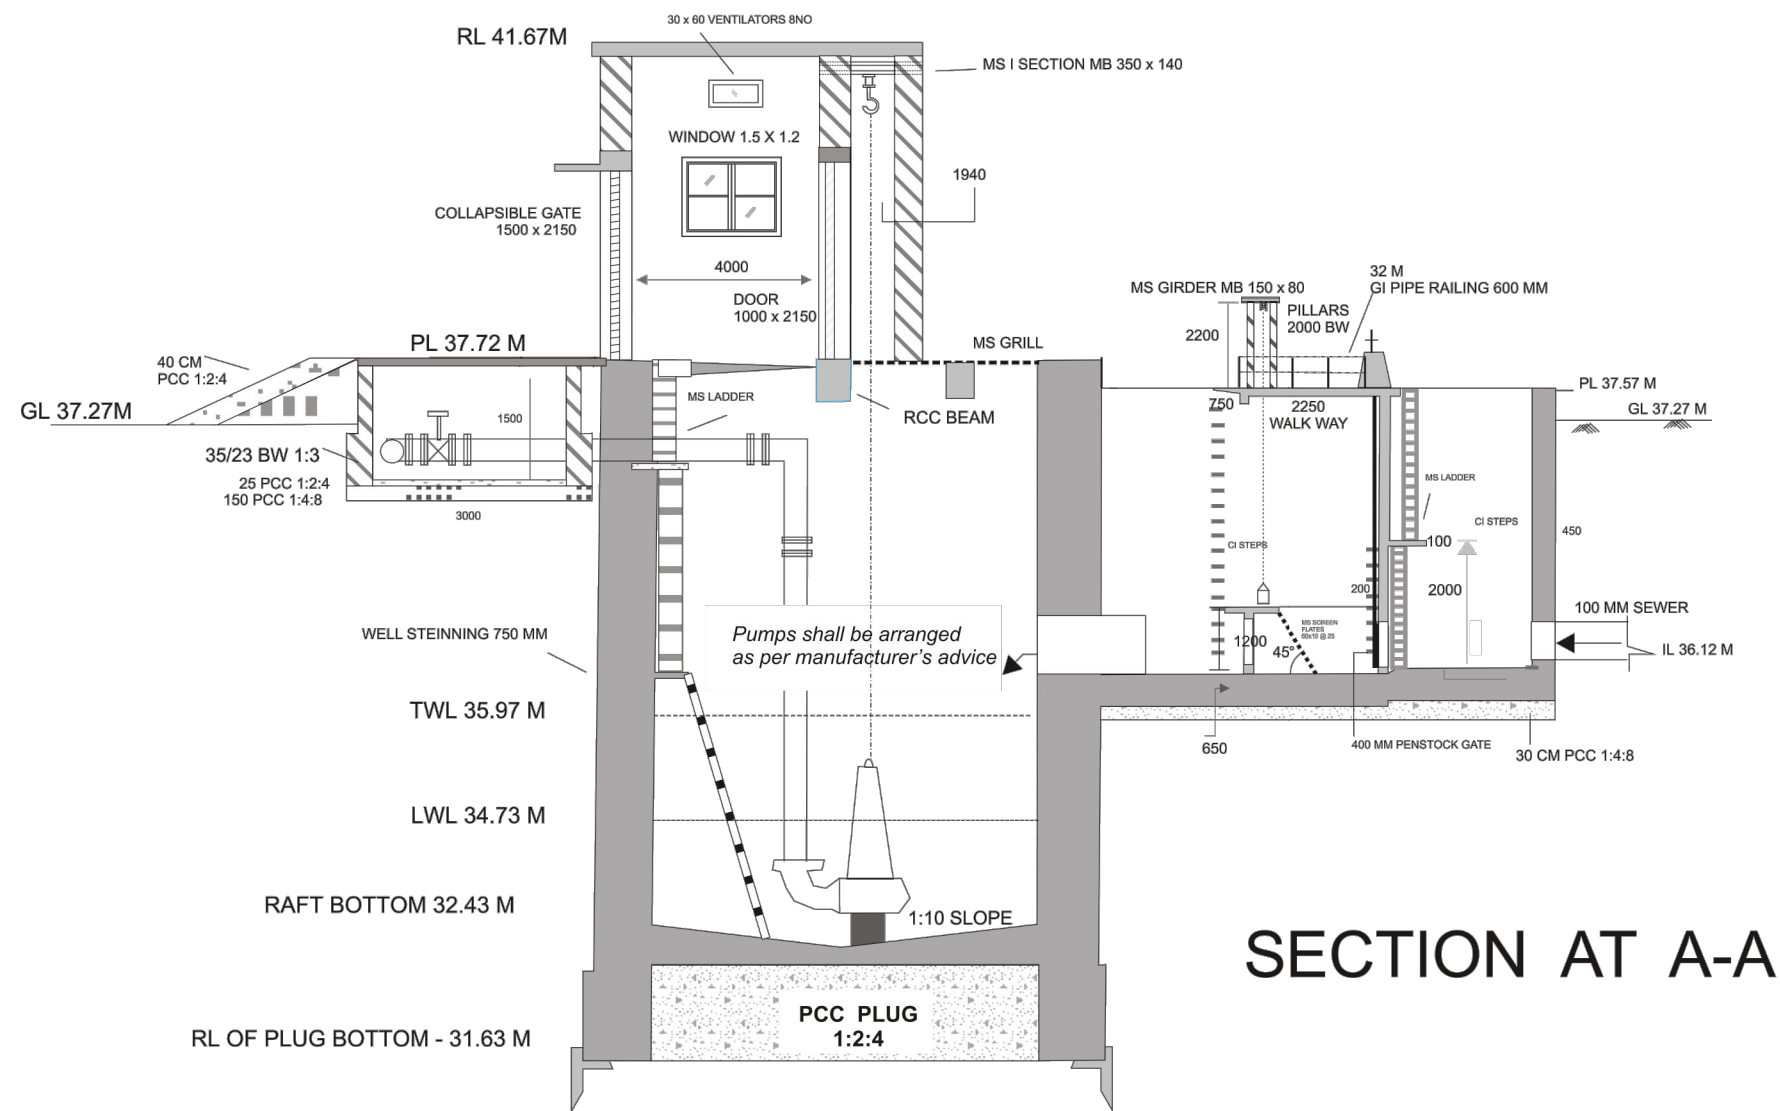 30 x 60 VENTILATORS 8NO
RL 41.67M
MS I SECTION MB 350 x 140
WINDOW 1.5 X 1.2
1940
COLLAPSIBLE GATE
1500 x 2150
4000
DOOR
1000 x 2150
32 M
GI PIPE RAILING 600 MM
MS GIRDER MB 150 x 80
PILLARS
2000 BW
2200
PL 37.72 M
MS GRILL
40 CM
PCC 1:2:4
PL 37.57 M
MS LADDER
GL 37.27M
1500
RCC BEAM
750
2250
WALK WAY
GL 37.27 M
35/23 BW 1:3
25 PCC 1:2:4
150 PCC 1:4:8
3000
MS LADDER
CI STEPS
450
100
CI STEPS
200
2000
100 MM SEWER
WELL STEINNING 750 MM
Pumps shall be arranged
as per manufacturer's advice
MS SCREEN
FLATES
50x10 @ 25
1200
45°
IL 36.12 M
TWL 35.97 M
650
400 MM PENSTOCK GATE
30 CM PCC 1:4:8
LWL 34.73 M
RAFT BOTTOM 32.43 M
1:10 SLOPE
SECTION AT A-A
PCC PLUG
1:2:4
RL OF PLUG BOTTOM - 31.63 M